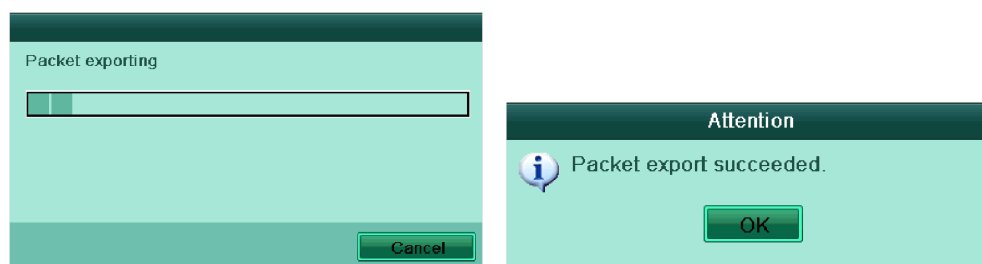 Packet exporting
Cancel
Attention
Packet export succeeded.
OK